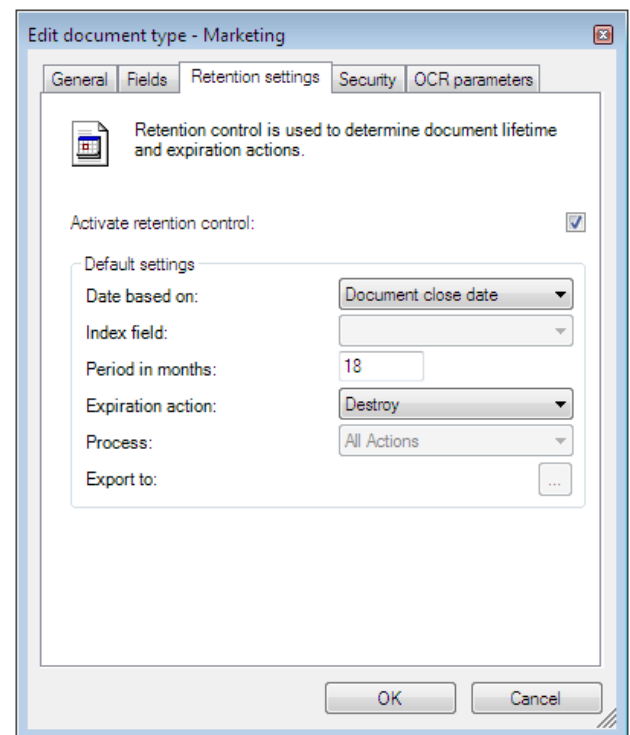 Edit document type - Marketing
General Fields Retention settings Security OCR parameters
Retention control is used to determine document lifetime
and expiration actions.
Activate retention control:
Default settings
Date based on: Document close date
Index field:
Period in months: 18
Expiration action: Destroy
Process: All Actions
Export to: ...
OK Cancel